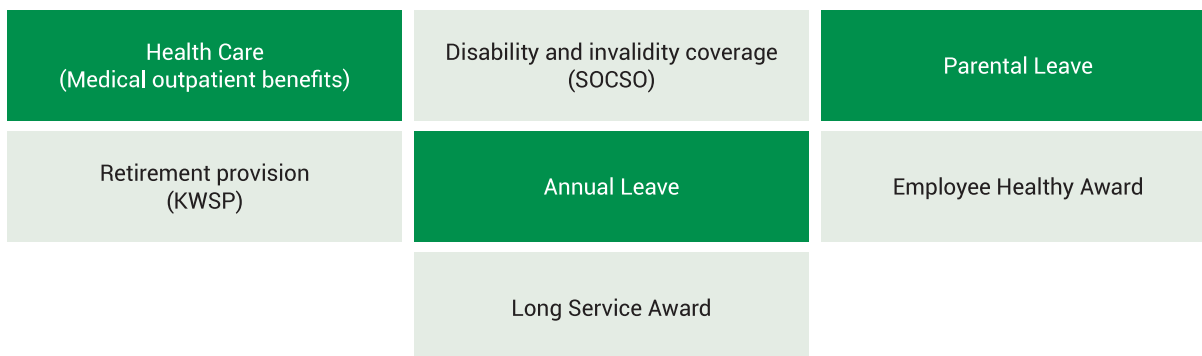 Health Care
(Medical outpatient benefits)
Disability and invalidity coverage
(SOCSO)
Parental Leave
Retirement provision
(KWSP)
Annual Leave
Employee Healthy Award
Long Service Award